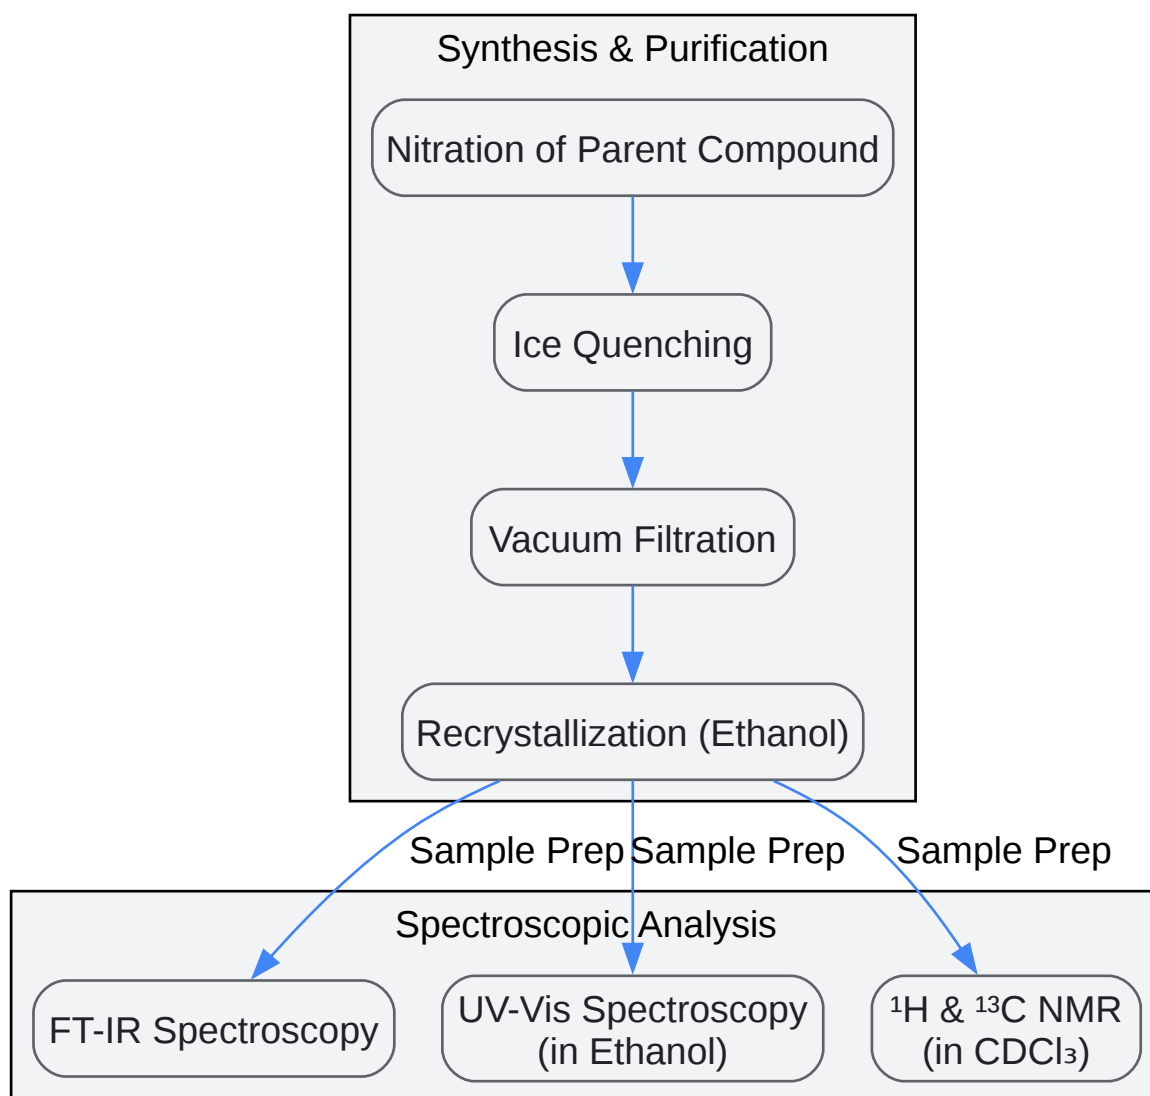 Synthesis & Purification
Nitration of Parent Compound
Ice Quenching
Vacuum Filtration
Recrystallization (Ethanol)
Sample Prep
Sample Prep
Sample Prep
Spectroscopic Analysis
FT-IR Spectroscopy
UV-Vis Spectroscopy
(in Ethanol)
¹H & ¹³C NMR
(in CDCl₃)